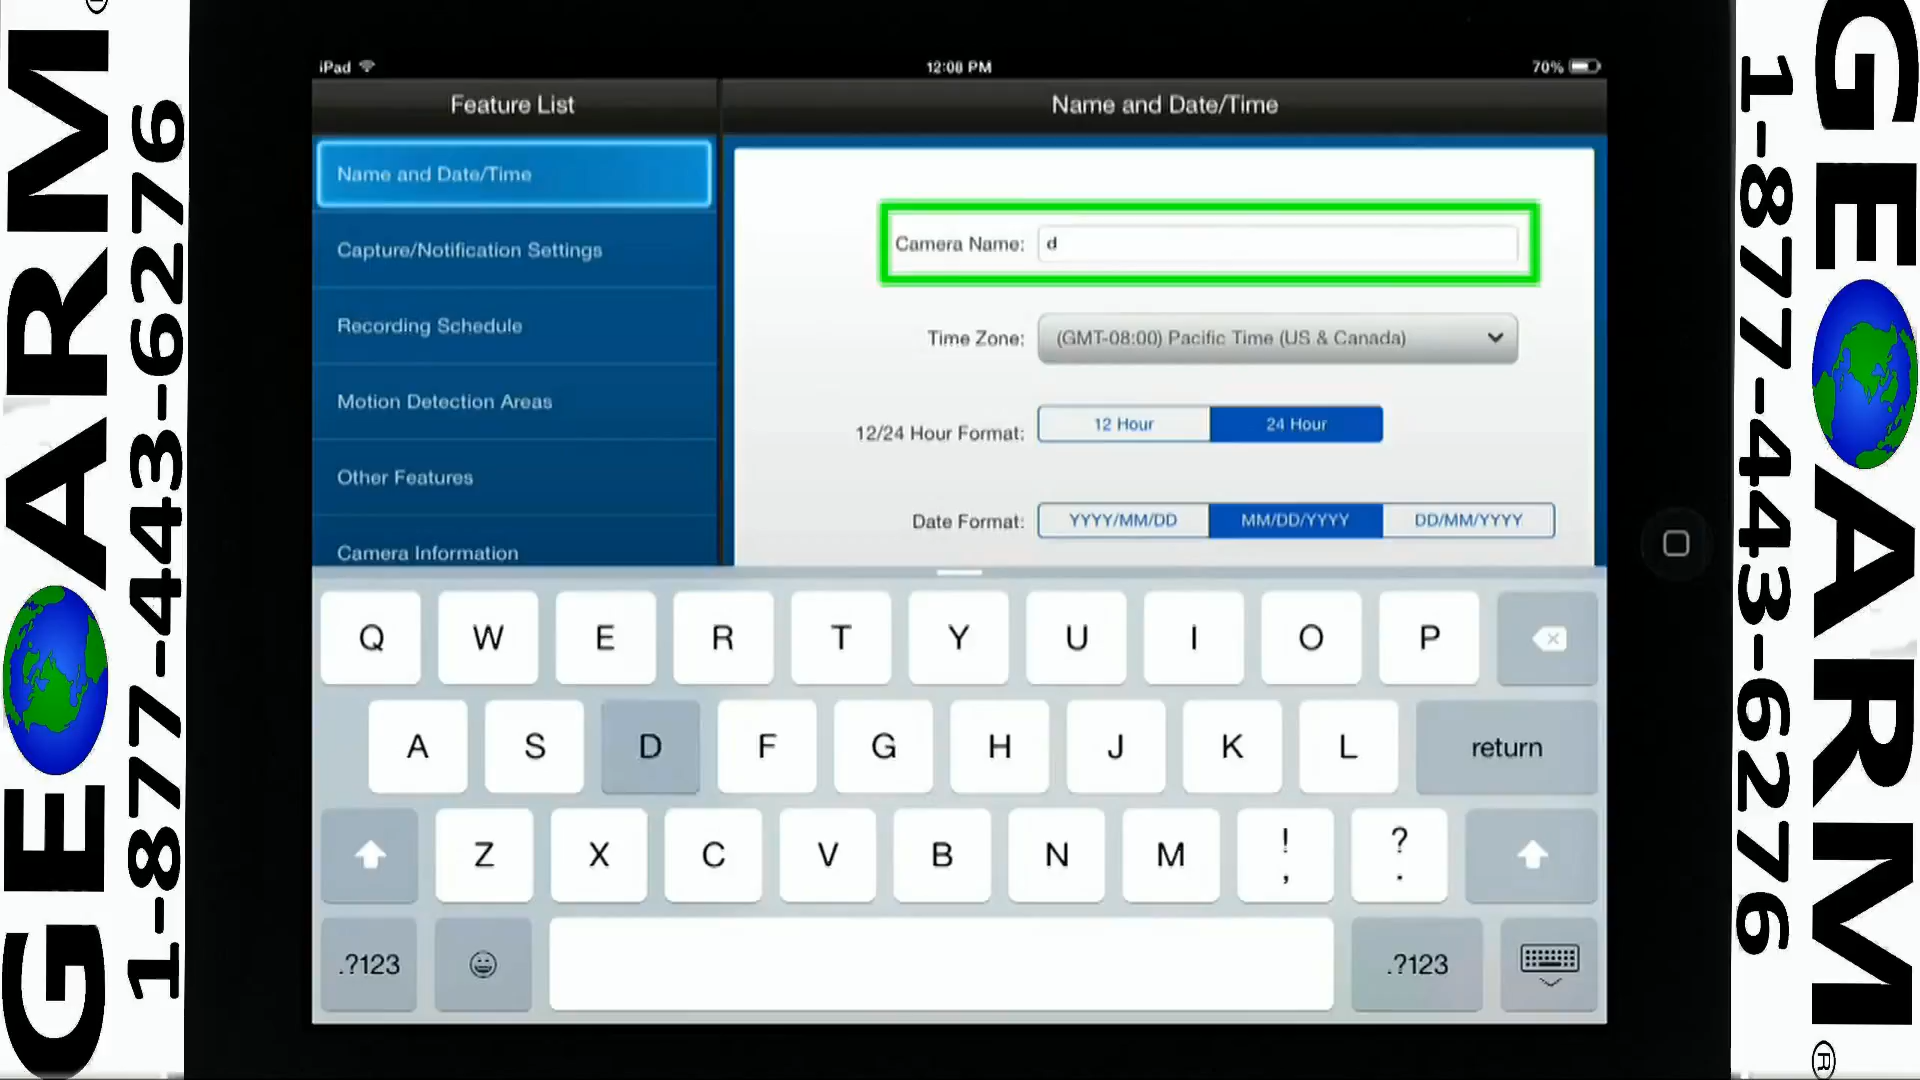 GEOARM
1-877-443-6276
iPad
12:08 PM
70%
Feature List
Name and Date/Time
Name and Date/Time
Capture/Notification Settings
Recording Schedule
Motion Detection Areas
Other Features
Camera Information
Camera Name: d
Time Zone: (GMT-08:00) Pacific Time (US & Canada)
12/24 Hour Format: 12 Hour 24 Hour
Date Format: YYYY/MM/DD MM/DD/YYYY DD/MM/YYYY
Q W E R T Y U I O P
A S D F G H J K L return
Z X C V B N M ! , ? .
.?123 .?123
1-877-443-6276
GEOARM®